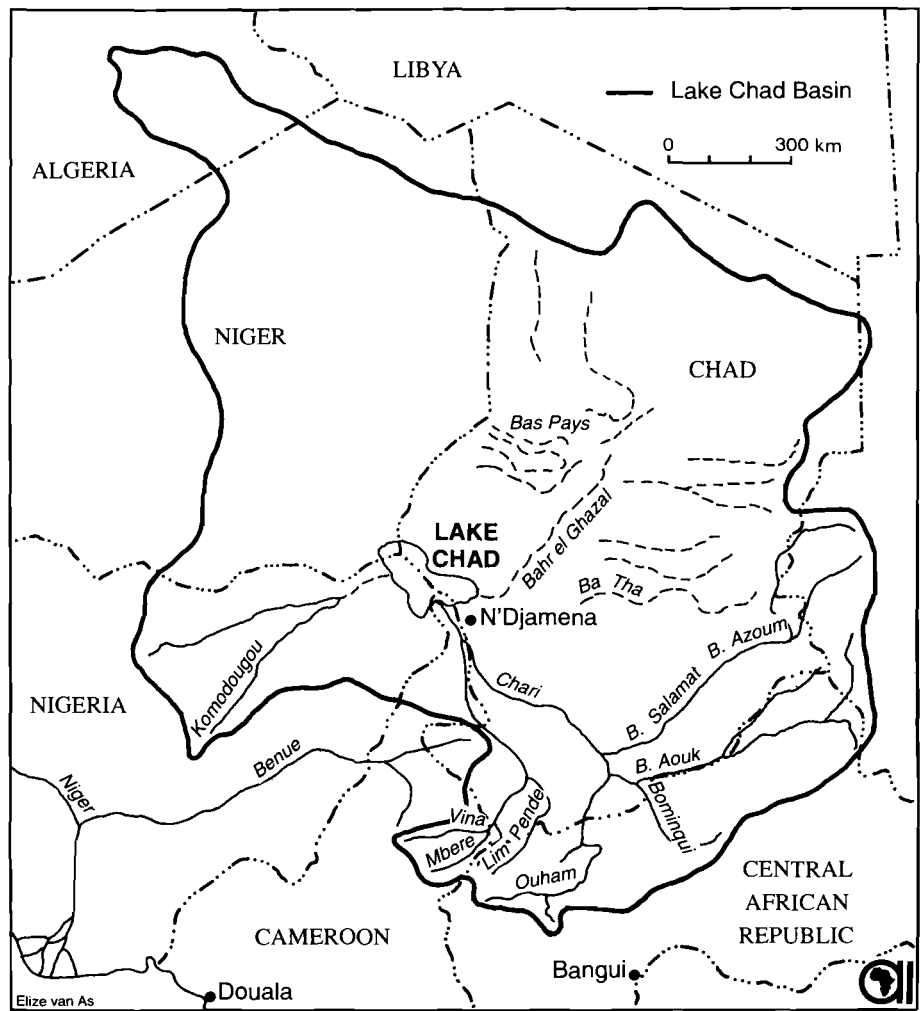 LIBYA
Lake Chad Basin
0 300 km
ALGERIA
NIGER
CHAD
Bas Pays
Bahr el Ghazal
LAKE
CHAD
Ba Tha
N'Djamena
B. Azoum
Komodougou
Chari
B. Salamat
NIGERIA
Benue
B. Aouk
Niger
Bominqui
Vina
Mbere
Lim
Pende
Ouham
CENTRAL
AFRICAN
REPUBLIC
CAMEROON
Bangui
Douala
Elize van As
aı